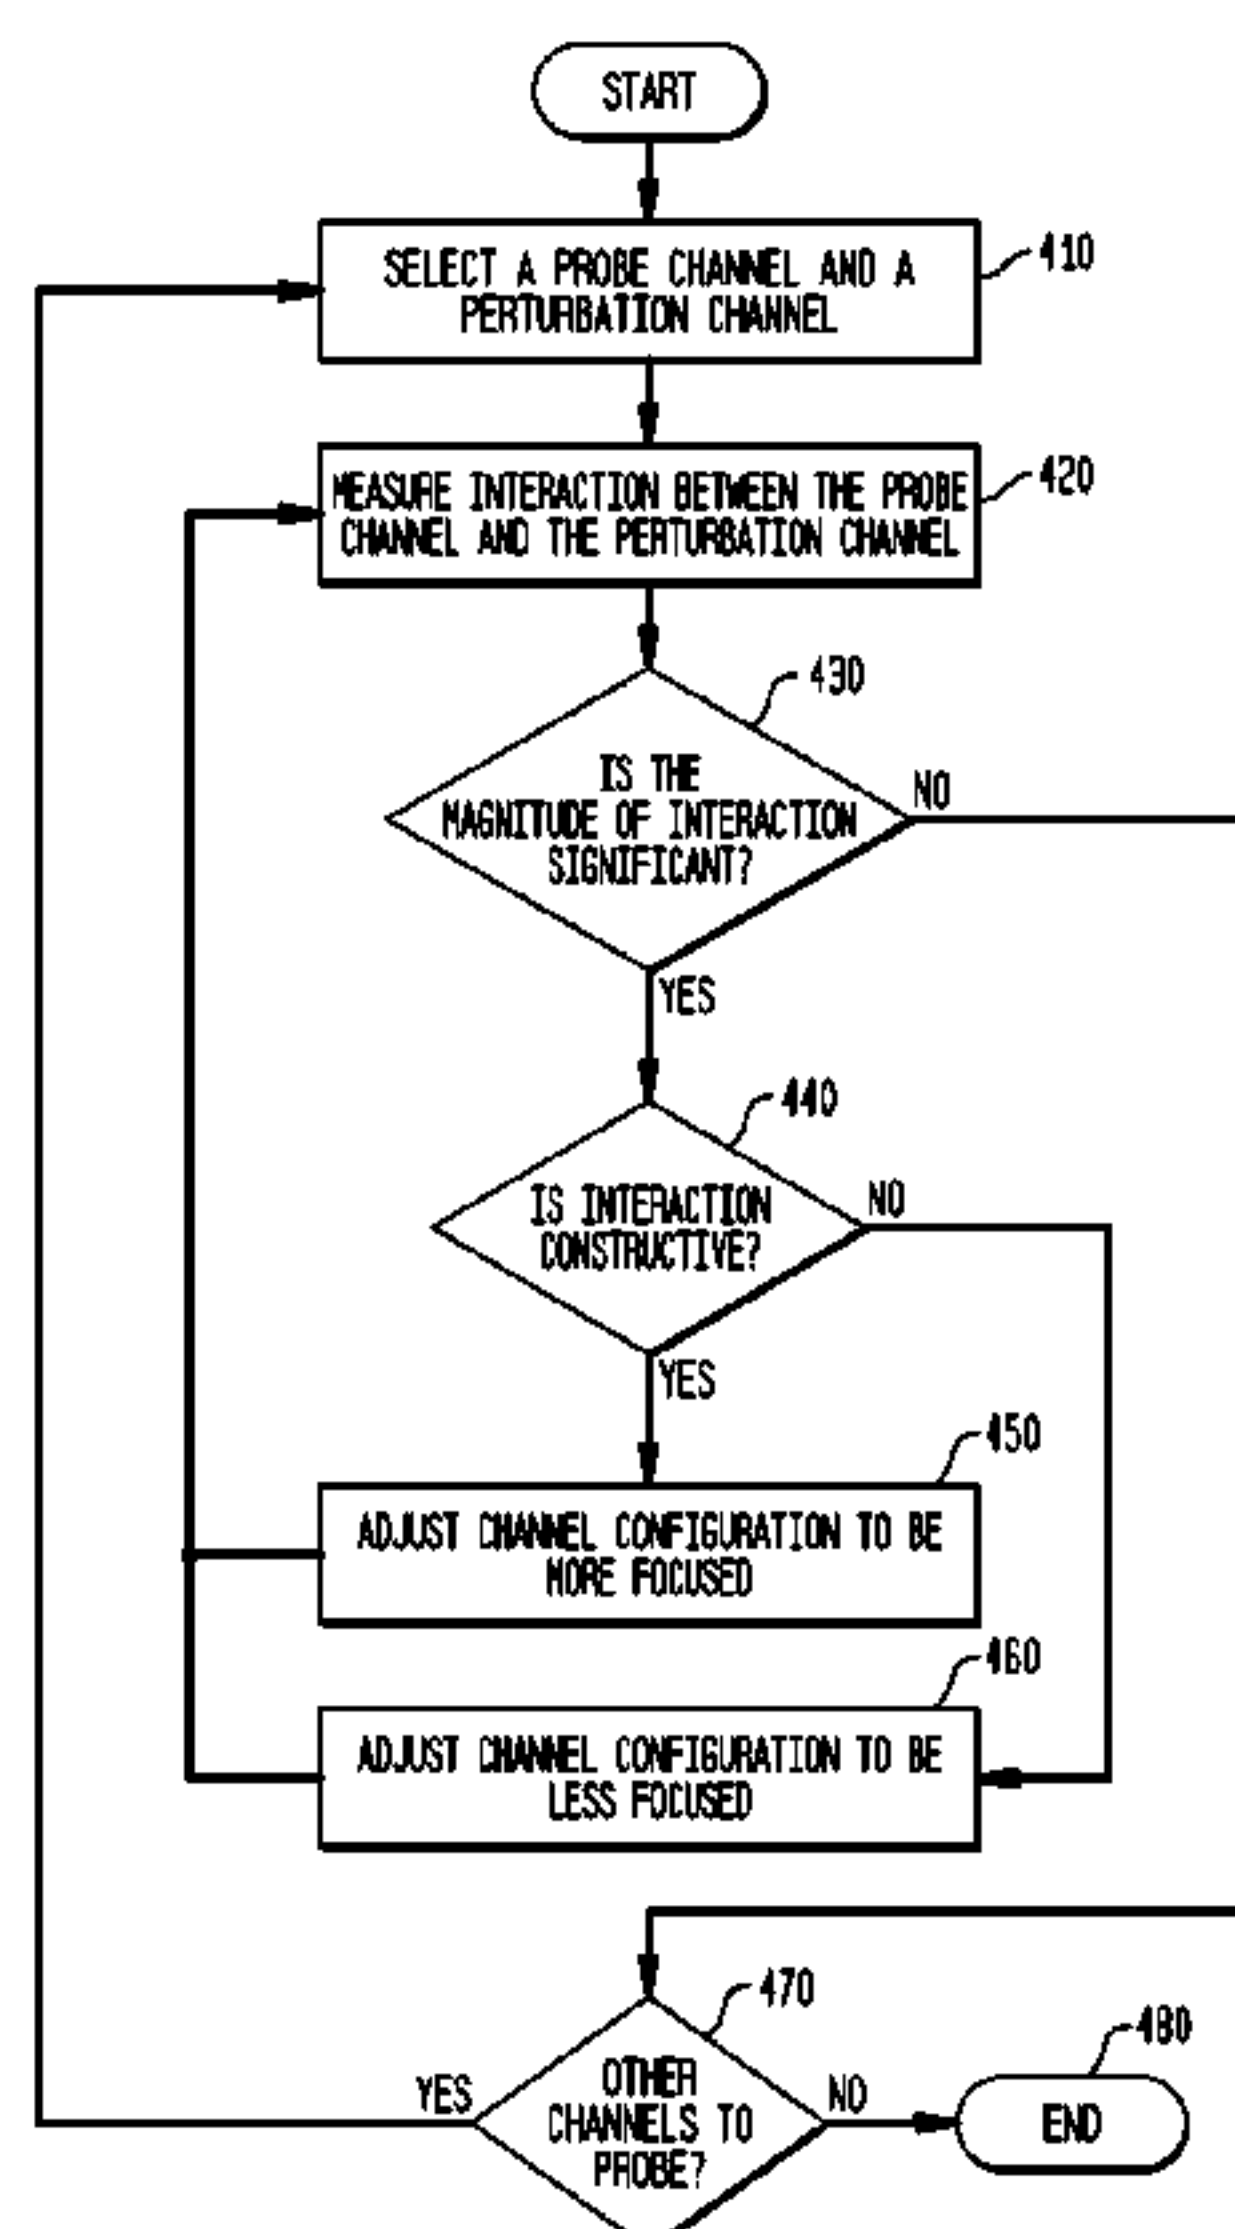 START
SELECT A PROBE CHANNEL AND A
PERTURBATION CHANNEL
410
MEASURE INTERACTION BETWEEN THE PROBE
CHANNEL AND THE PERTURBATION CHANNEL
420
430
IS THE
MAGNITUDE OF INTERACTION
SIGNIFICANT?
NO
YES
440
IS INTERACTION
CONSTRUCTIVE?
NO
YES
450
ADJUST CHANNEL CONFIGURATION TO BE
MORE FOCUSED
460
ADJUST CHANNEL CONFIGURATION TO BE
LESS FOCUSED
470
OTHER
CHANNELS TO
PROBE?
YES
NO
480
END